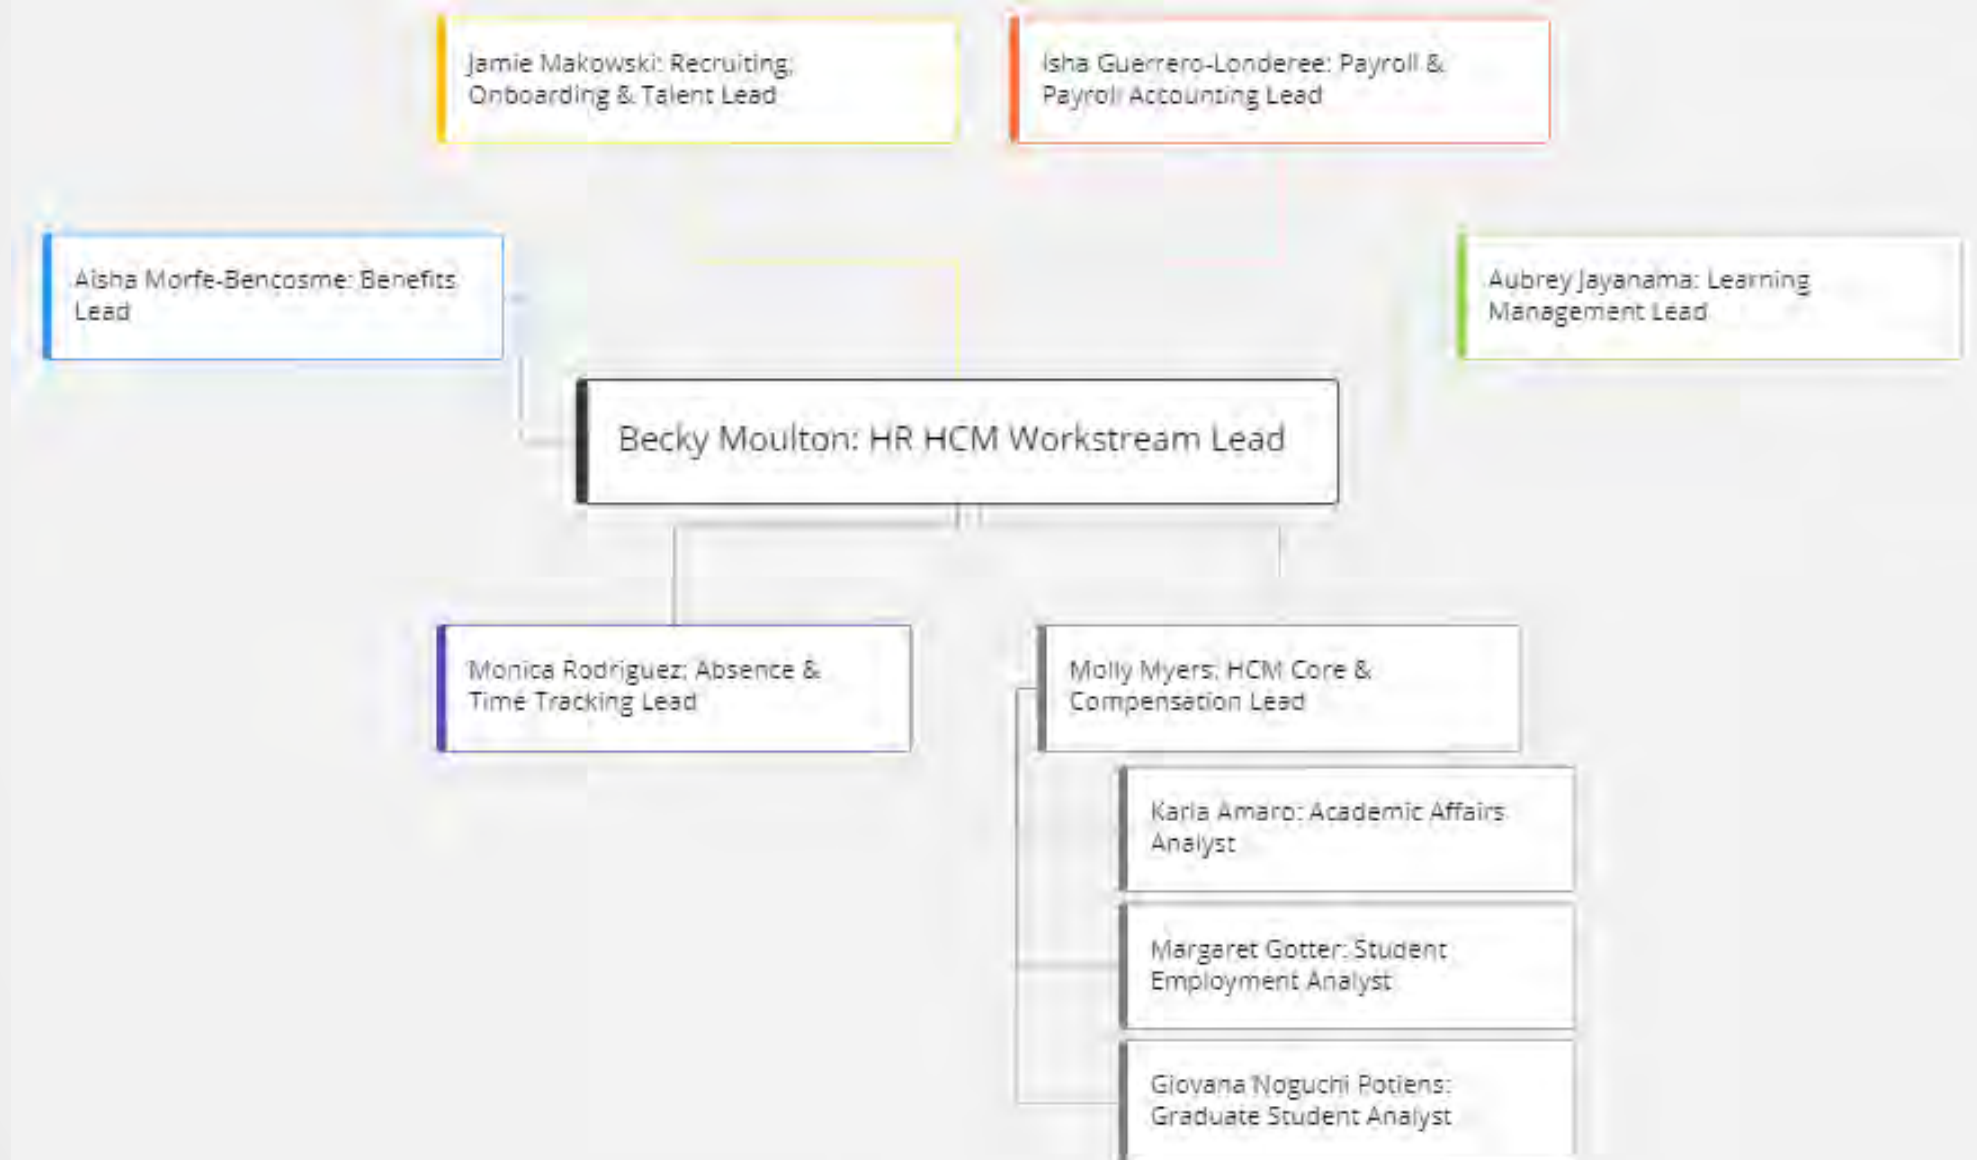 Jamie Makowski: Recruiting,
Onboarding & Talent Lead
Isha Guerrero-Londeree: Payroll &
Payroll Accounting Lead
Aisha Morfe-Bencosme: Benefits
Lead
Aubrey Jayanama: Learning
Management Lead
Becky Moulton: HR HCM Workstream Lead
Monica Rodriguez: Absence &
Time Tracking Lead
Molly Myers: HCM Core &
Compensation Lead
Karla Amaro: Academic Affairs
Analyst
Margaret Gotter: Student
Employment Analyst
Giovana Noguchi Potiens:
Graduate Student Analyst